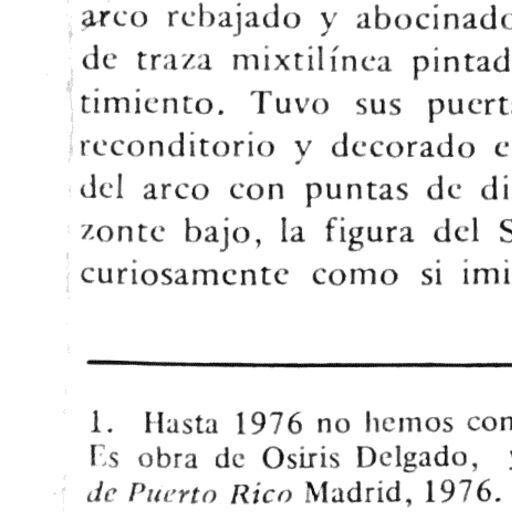 arco rebajado y abocinado
de traza mixtilínea pintad
timiento. Tuvo sus puert
reconditorio y decorado e
del arco con puntas de di
zonte bajo, la figura del S
curiosamente como si imi
1. Hasta 1976 no hemos con
Es obra de Osiris Delgado,
de Puerto Rico Madrid, 1976.